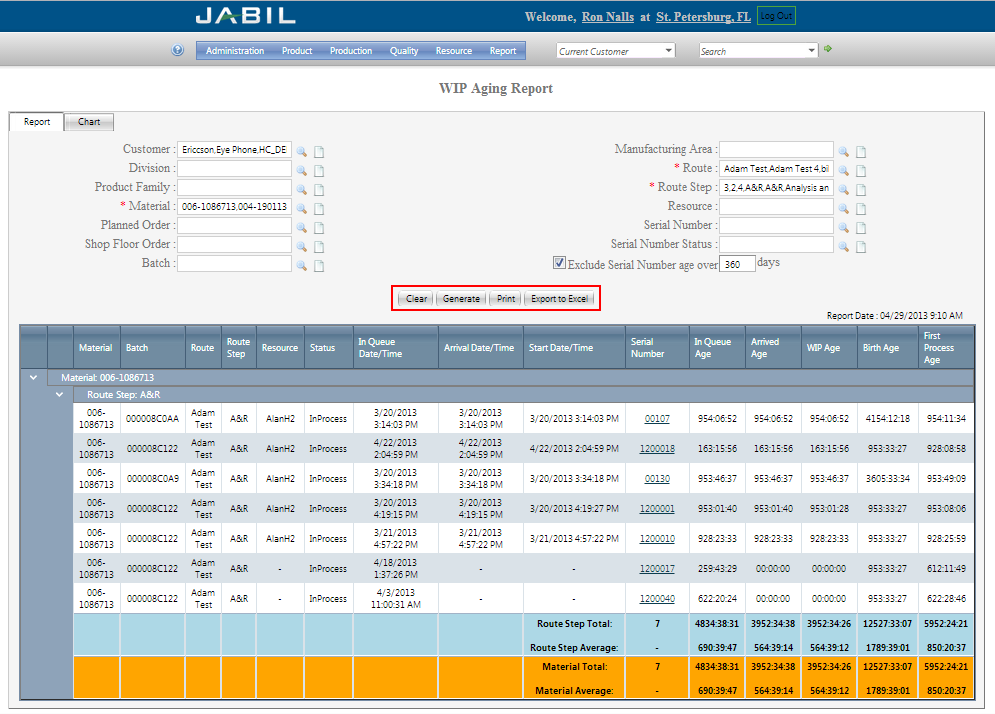 JABIL
Welcome, Ron Nalls at St. Petersburg, FL Log Out
Administration Product Production Quality Resource Report
Current Customer
Search
WIP Aging Report
Report Chart
Customer : Ericcson,Eye Phone,HC_DE
Division :
Product Family :
* Material : 006-1086713,004-190113
Planned Order :
Shop Floor Order :
Batch :
Manufacturing Area :
* Route : Adam Test,Adam Test 4,bi
* Route Step : 3,2,4,A&R,A&R,Analysis an
Resource :
Serial Number :
Serial Number Status :
Exclude Serial Number age over 360 days
Clear Generate Print Export to Excel
Report Date : 04/29/2013 9:10 AM
Material Batch Route Route Step Resource Status In Queue Date/Time Arrival Date/Time Start Date/Time Serial Number In Queue Age Arrived Age WIP Age Birth Age First Process Age
Material: 006-1086713
Route Step: A&R
006-1086713 000008C0AA Adam Test A&R AlanH2 InProcess 3/20/2013 3:14:03 PM 3/20/2013 3:14:03 PM 3/20/2013 3:14:03 PM 00107 954:06:52 954:06:52 954:06:52 4154:12:18 954:11:34
006-1086713 000008C122 Adam Test A&R AlanH2 InProcess 4/22/2013 2:04:59 PM 4/22/2013 2:04:59 PM 4/22/2013 2:04:59 PM 1200018 163:15:56 163:15:56 163:15:56 953:33:27 928:08:58
006-1086713 000008C0A9 Adam Test A&R AlanH2 InProcess 3/20/2013 3:34:18 PM 3/20/2013 3:34:18 PM 3/20/2013 3:34:18 PM 00130 953:46:37 953:46:37 953:46:37 3605:33:34 953:49:09
006-1086713 000008C122 Adam Test A&R AlanH2 InProcess 3/20/2013 4:19:15 PM 3/20/2013 4:19:15 PM 3/20/2013 4:19:27 PM 1200001 953:01:40 953:01:40 953:01:28 953:33:27 953:08:06
006-1086713 000008C122 Adam Test A&R AlanH2 InProcess 3/21/2013 4:57:22 PM 3/21/2013 4:57:22 PM 3/21/2013 4:57:22 PM 1200010 928:23:33 928:23:33 928:23:33 953:33:27 928:25:59
006-1086713 000008C122 Adam Test A&R - InProcess 4/18/2013 1:37:26 PM - - 1200017 259:43:29 00:00:00 00:00:00 953:33:27 612:11:49
006-1086713 000008C122 Adam Test A&R - InProcess 4/3/2013 11:00:31 AM - - 1200040 622:20:24 00:00:00 00:00:00 953:33:27 622:28:46
Route Step Total: 7 4834:38:31 3952:34:38 3952:34:26 12527:33:07 5952:24:21
Route Step Average: - 690:39:47 564:39:14 564:39:12 1789:39:01 850:20:37
Material Total: 7 4834:38:31 3952:34:38 3952:34:26 12527:33:07 5952:24:21
Material Average: - 690:39:47 564:39:14 564:39:12 1789:39:01 850:20:37